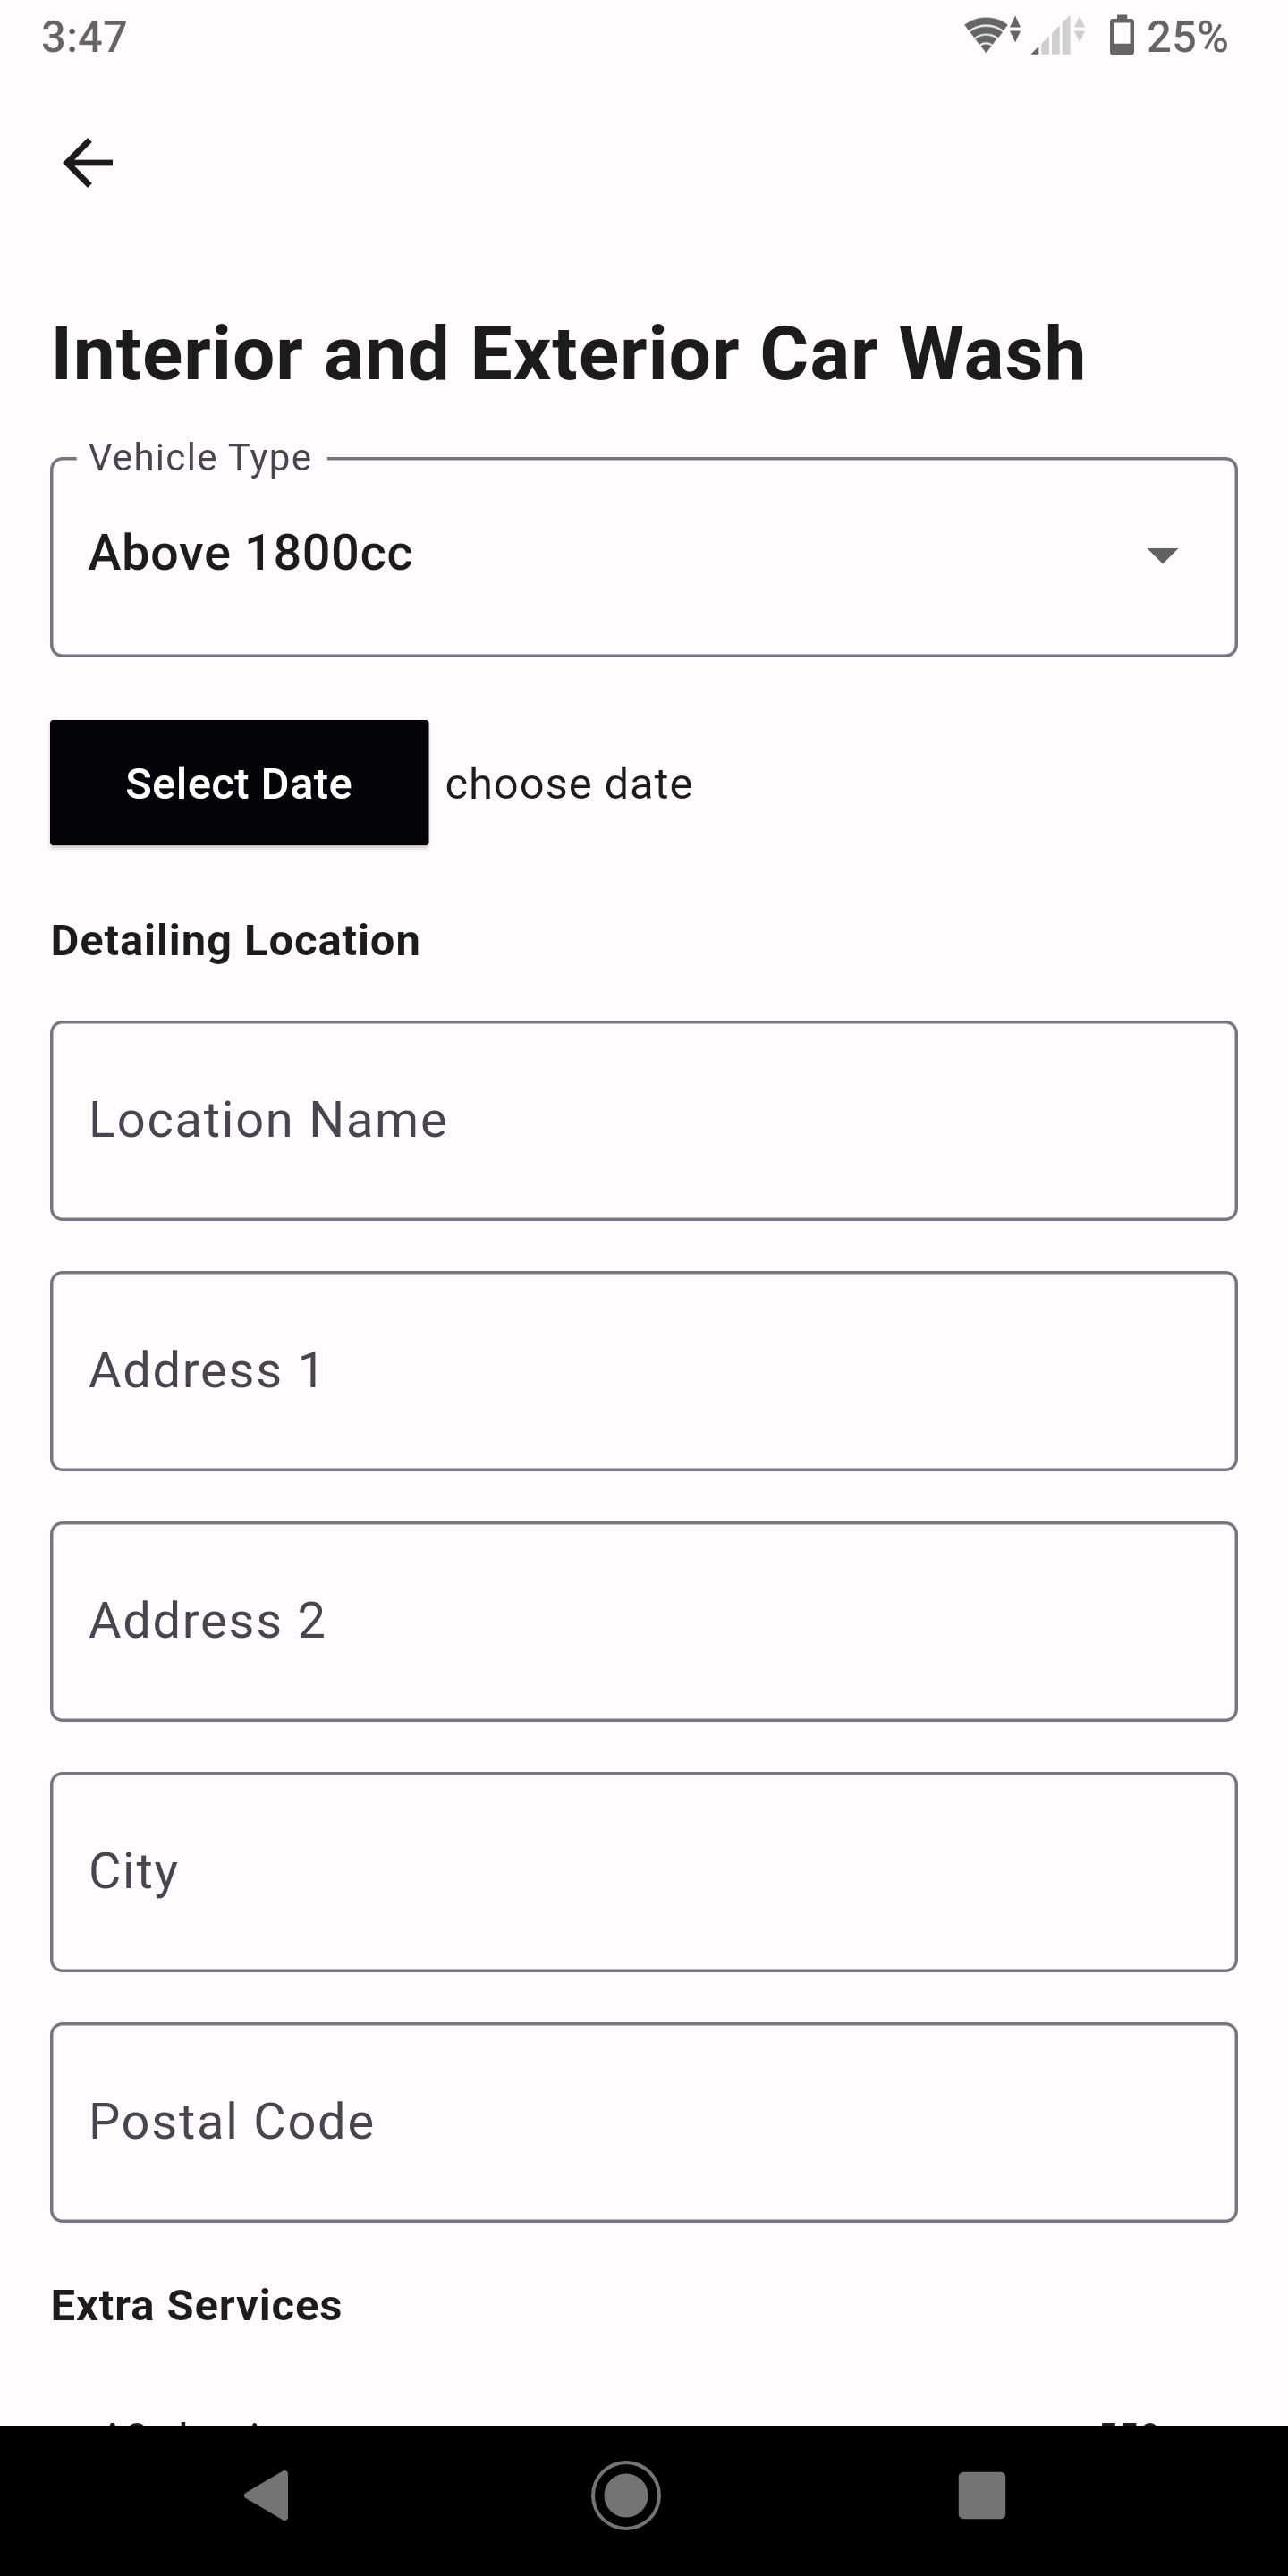 3:47
25%
Interior and Exterior Car Wash
Vehicle Type
Above 1800cc
Select Date
choose date
Detailing Location
Location Name
Address 1
Address 2
City
Postal Code
Extra Services